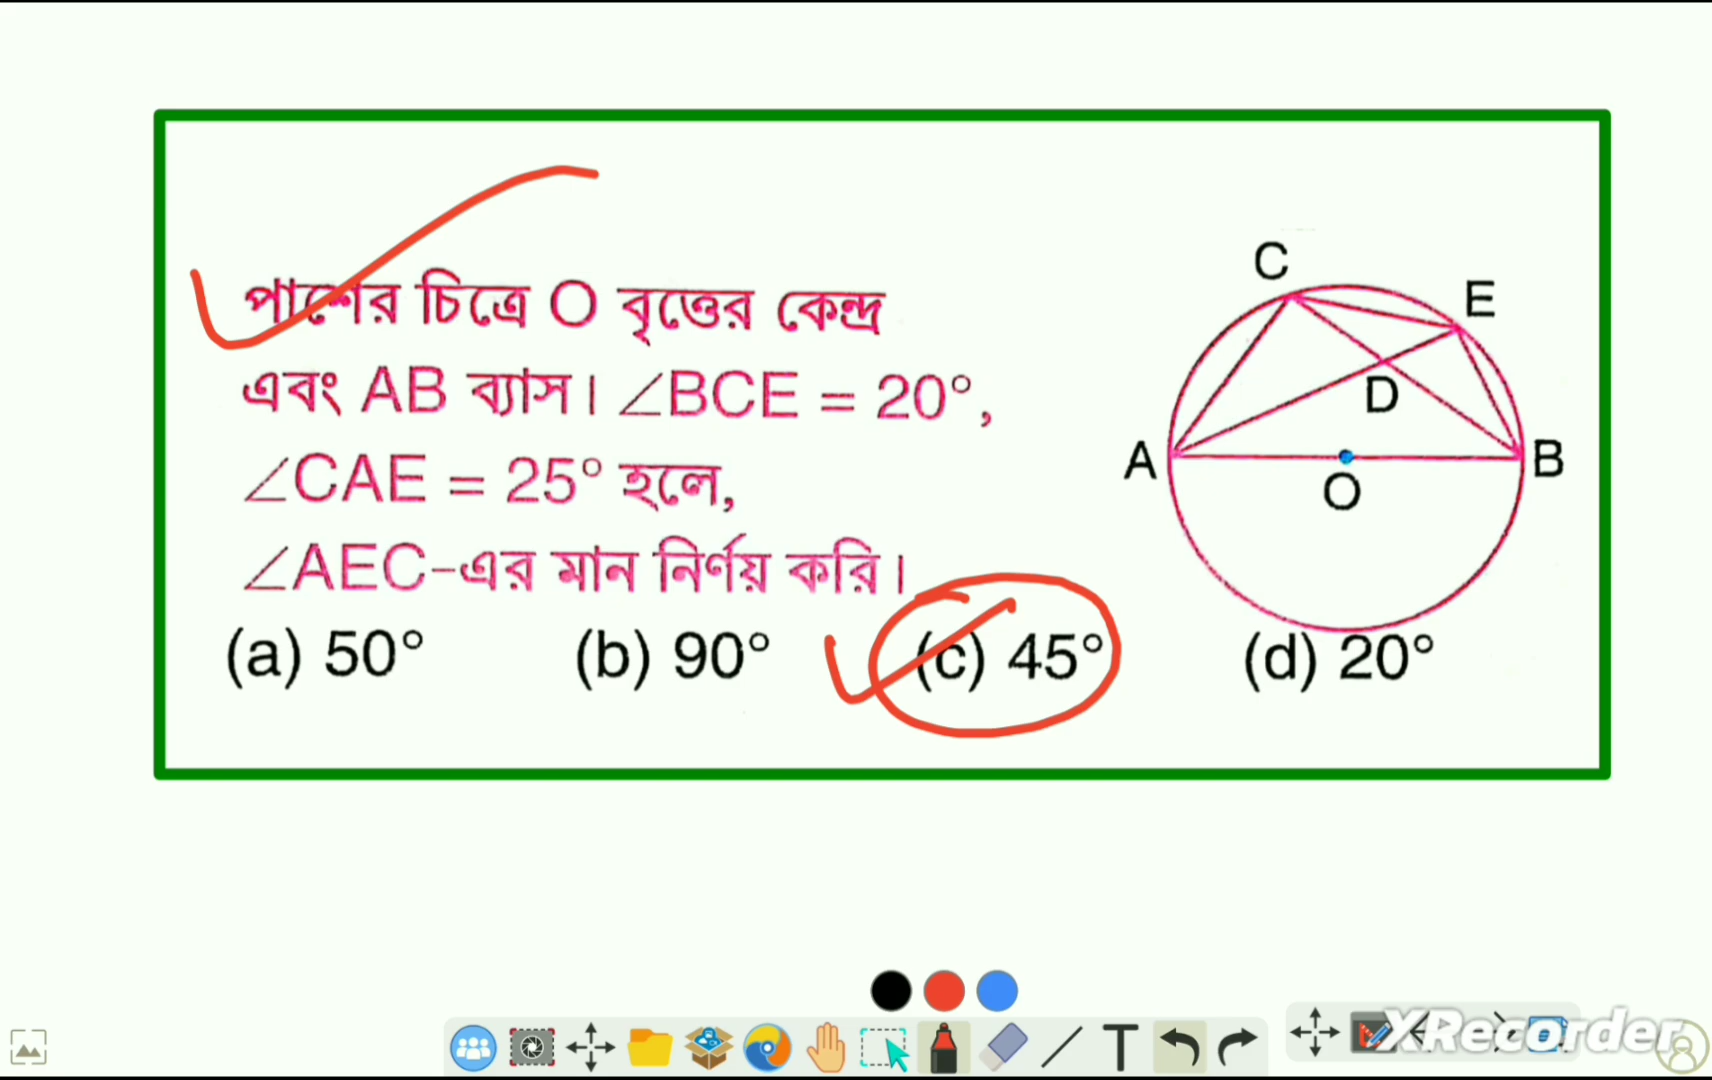 পাশের চিত্রে O বৃত্তের কেন্দ্র
এবং AB ব্যাস। ∠BCE = 20°,
∠CAE = 25° হলে,
∠AEC-এর মান নির্ণয় করি।
(a) 50° (b) 90° (c) 45° (d) 20°
C
E
D
A
B
O
T
XRecorder